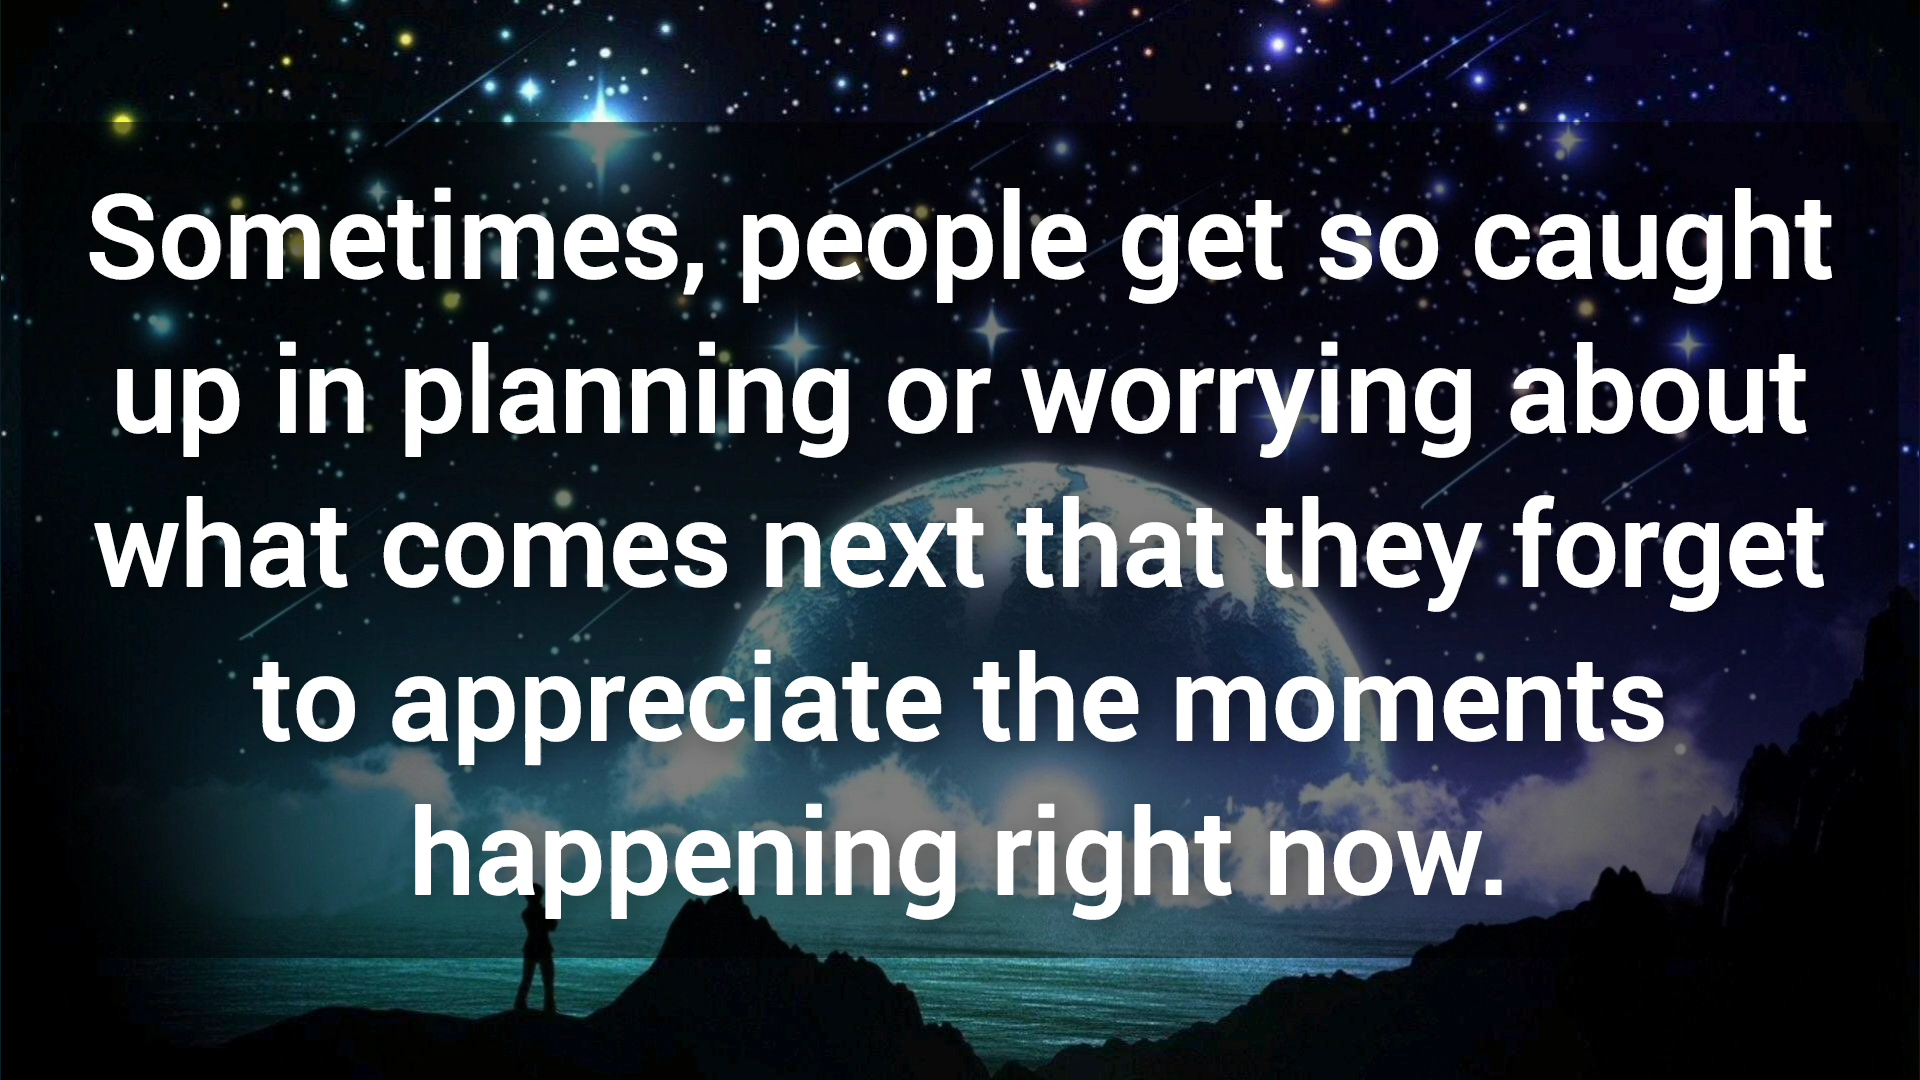 Sometimes, people get so caught
up in planning or worrying about
what comes next that they forget
to appreciate the moments
happening right now.